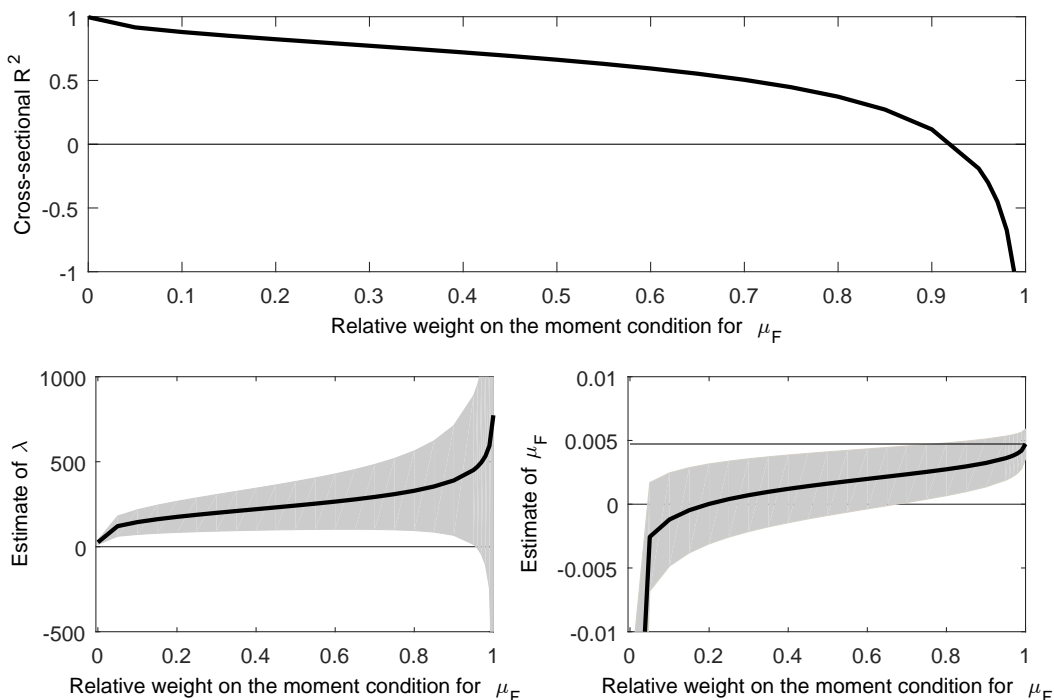 1
0.5
0
-0.5
-1
Cross-sectional R²
0 0.1 0.2 0.3 0.4 0.5 0.6 0.7 0.8 0.9 1
Relative weight on the moment condition for μ_F
1000
500
0
-500
Estimate of λ
0 0.2 0.4 0.6 0.8 1
Relative weight on the moment condition for μ_F
0.01
0.005
0
-0.005
-0.01
Estimate of μ_F
0 0.2 0.4 0.6 0.8 1
Relative weight on the moment condition for μ_F